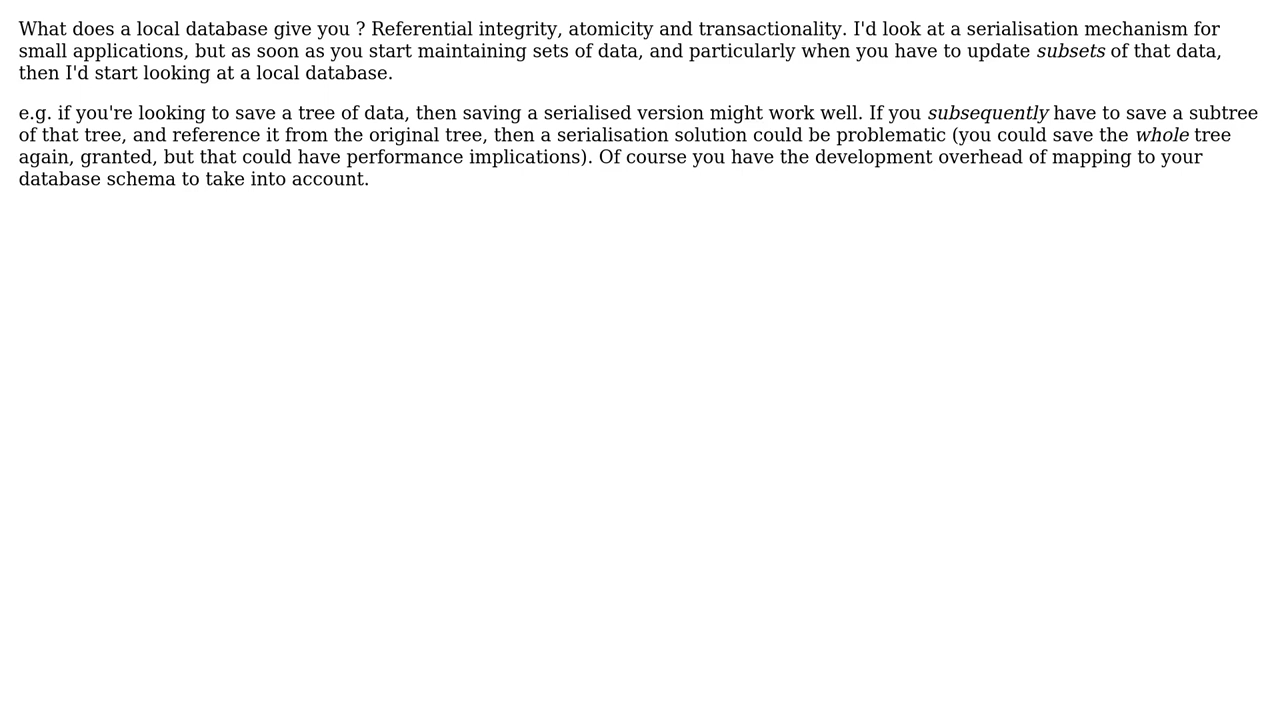 What does a local database give you ? Referential integrity, atomicity and transactionality. I'd look at a serialisation mechanism for
small applications, but as soon as you start maintaining sets of data, and particularly when you have to update subsets of that data,
then I'd start looking at a local database.
e.g. if you're looking to save a tree of data, then saving a serialised version might work well. If you subsequently have to save a subtree
of that tree, and reference it from the original tree, then a serialisation solution could be problematic (you could save the whole tree
again, granted, but that could have performance implications). Of course you have the development overhead of mapping to your
database schema to take into account.